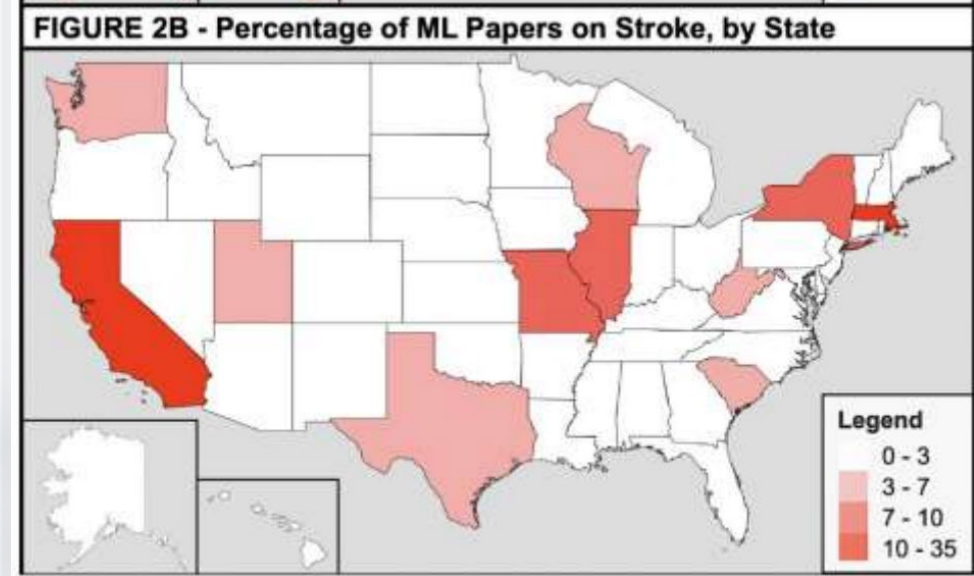 FIGURE 2B - Percentage of ML Papers on Stroke, by State
Legend
0 - 3
3 - 7
7 - 10
10 - 35